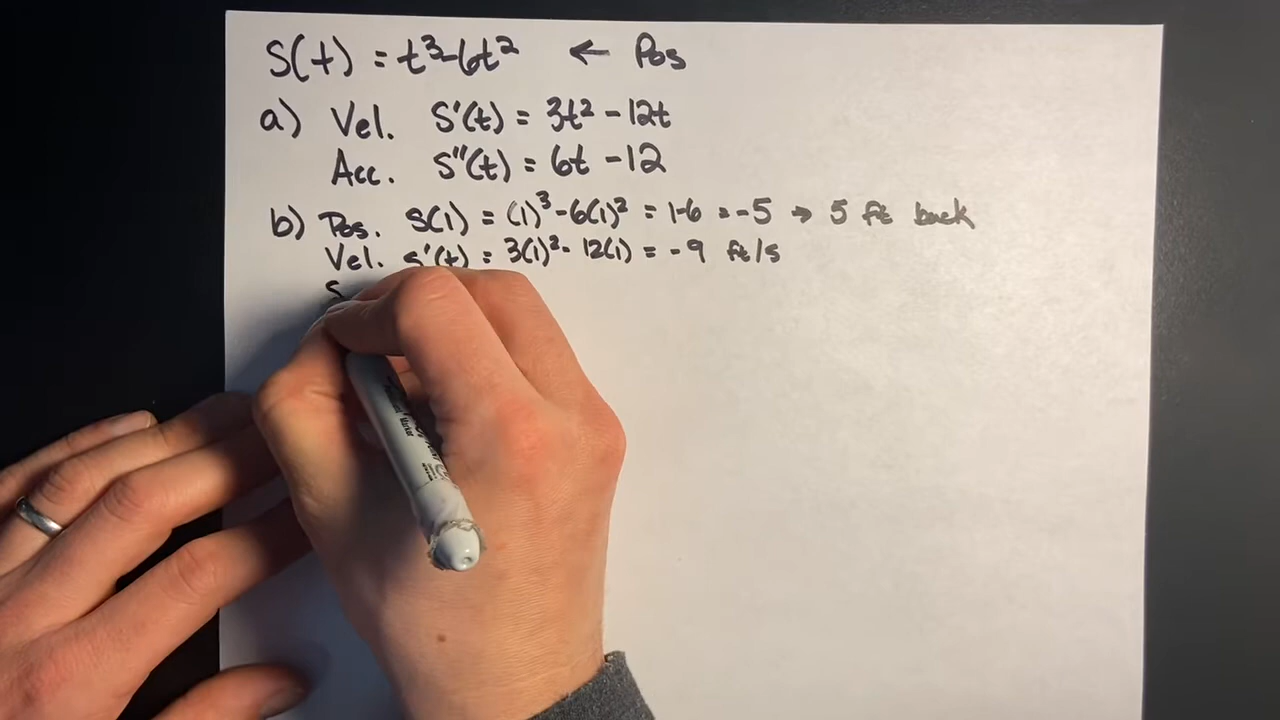 S(t) = t³-6t² ← Pos
a) Vel. S'(t) = 3t² - 12t
Acc. S"(t) = 6t - 12
b) Pos. S(1) = (1)³ - 6(1)² = 1-6 = -5 → 5 ft back
Vel. S'(t) = 3(1)² - 12(1) = -9 ft/s
S
Marker